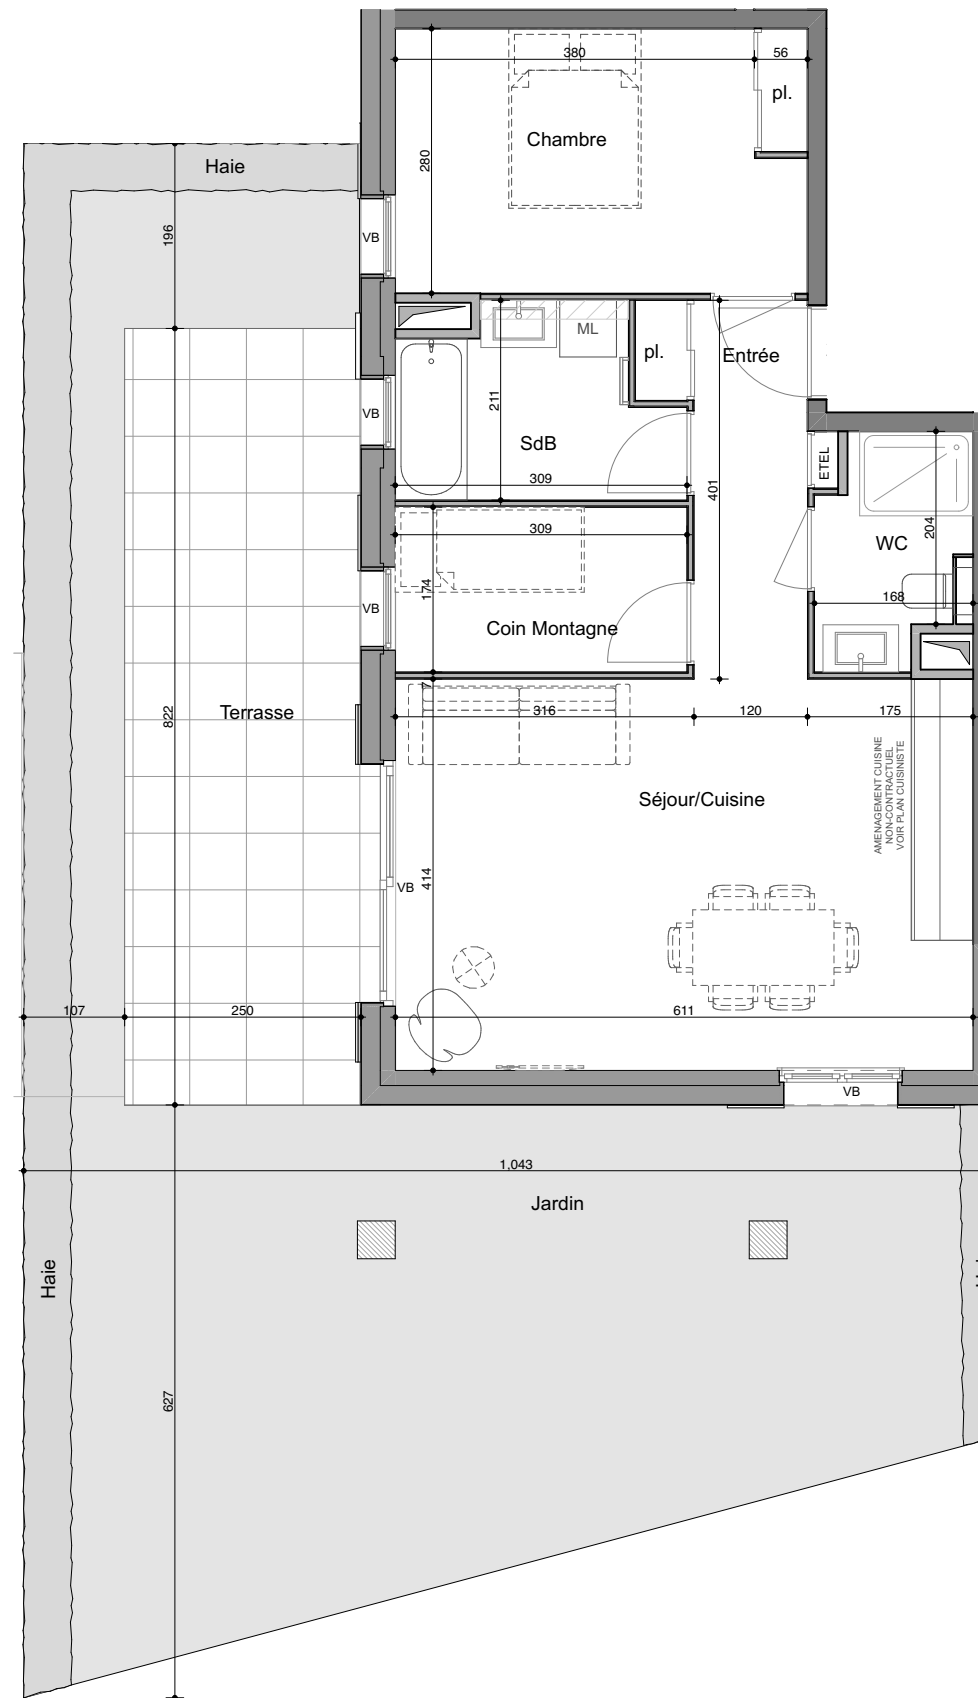 380
56
pl.
Chambre
280
Haie
196
VB
ML
pl.
Entrée
VB
211
SdB
309
401
ETEL
204
WC
309
174
VB
168
Coin Montagne
7
Terrasse
822
316
120
175
Séjour/Cuisine
AMENAGEMENT CUISINE
NON-CONTRACTUEL
VOIR PLAN CUISINISTE
VB
414
107
250
611
VB
1,043
Jardin
Haie
627